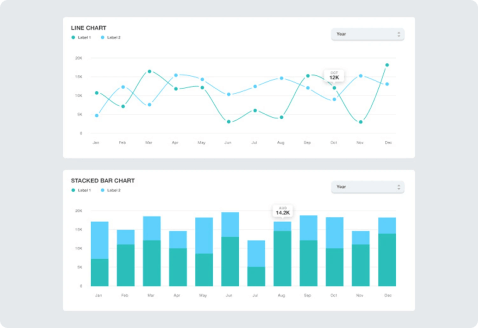 LINE CHART
Label 1 Label 2
Year
20K
15K
10K
5K
0
OCT
12K
Jan Feb Mar Apr May Jun Jul Aug Sep Oct Nov Dec
STACKED BAR CHART
Label 1 Label 2
Year
20K
15K
10K
5K
0
AUG
14.2K
Jan Feb Mar Apr May Jun Jul Aug Sep Oct Nov Dec